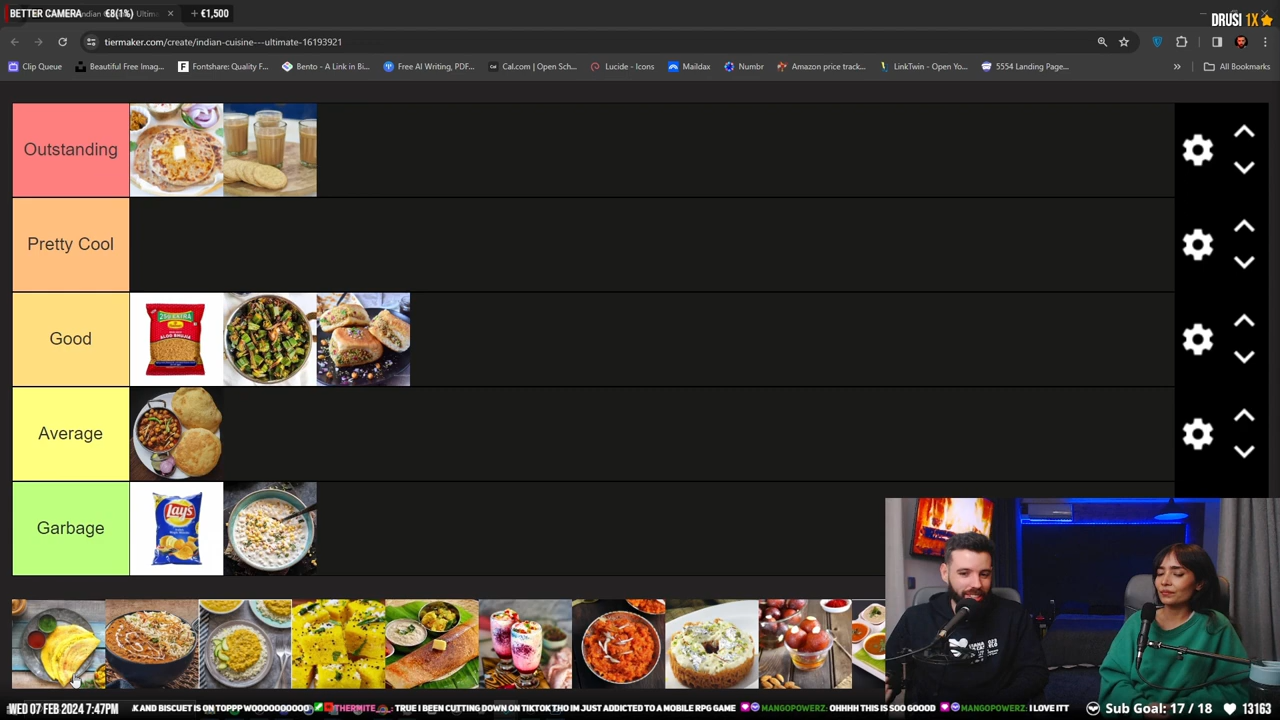 BETTER CAMERA €8(1%) Ultim × + €1,500
DRUSI 1X
tiermaker.com/create/indian-cuisine---ultimate-16193921
Clip Queue Beautiful Free Imag... Fontshare: Quality F... Bento - A Link in Bi... Free AI Writing, PDF... Cal.com | Open Sch... Lucide - Icons Maildax Numbr Amazon price track... LinkTwin - Open Yo... 5554 Landing Page... » All Bookmarks
Outstanding
Pretty Cool
Good
ALOO BHUJIA
Average
Garbage
Lay's
WED 07 FEB 2024 7:47PM
K AND BISCUET IS ON TOPPP WOOOOOOOOO THERMITE_: TRUE I BEEN CUTTING DOWN ON TIKTOK THO IM JUST ADDICTED TO A MOBILE RPG GAME MANGOPOWERZ: OHHHH THIS IS SOO GOOOD MANGOPOWERZ: I LOVE ITT
Sub Goal: 17 / 18 13163